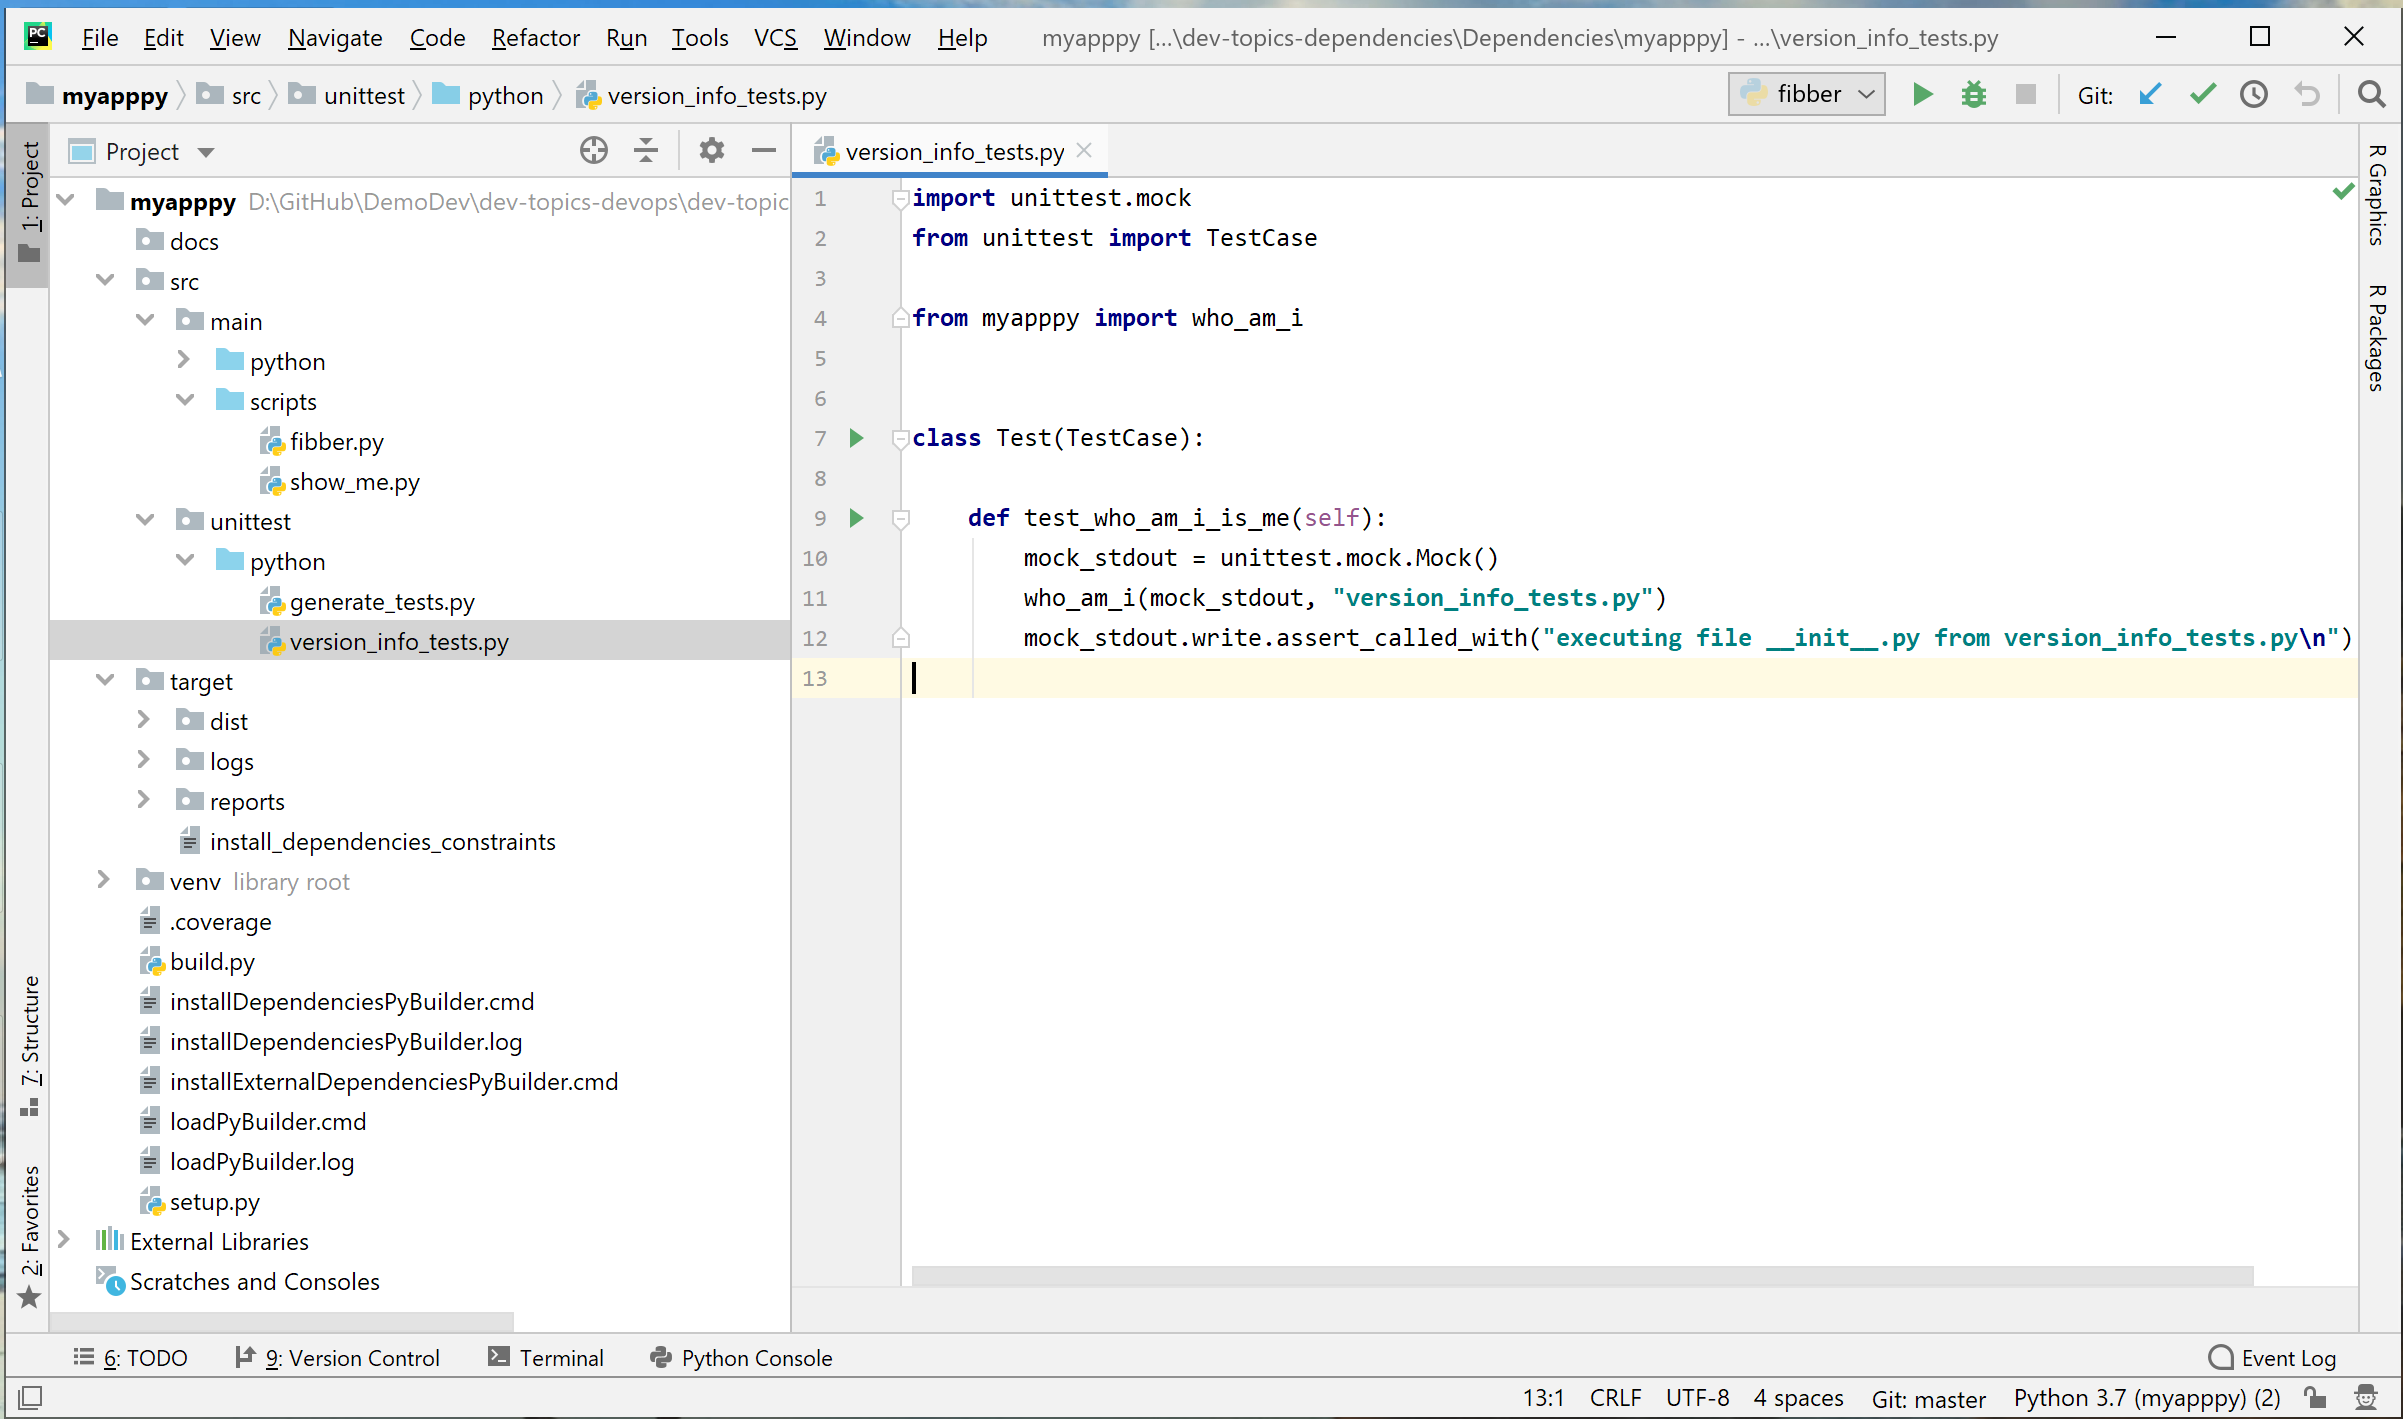 PC
File Edit View Navigate Code Refactor Run Tools VCS Window Help myapppy [...\dev-topics-dependencies\Dependencies\myapppy] - ...\version_info_tests.py
myapppy src unittest python version_info_tests.py fibber Git:
1: Project
Project
myapppy D:\GitHub\DemoDev\dev-topics-devops\dev-topic
docs
src
main
python
scripts
fibber.py
show_me.py
unittest
python
generate_tests.py
version_info_tests.py
target
dist
logs
reports
install_dependencies_constraints
venv library root
.coverage
build.py
installDependenciesPyBuilder.cmd
installDependenciesPyBuilder.log
installExternalDependenciesPyBuilder.cmd
loadPyBuilder.cmd
loadPyBuilder.log
setup.py
External Libraries
Scratches and Consoles
7: Structure
2: Favorites
version_info_tests.py
1 import unittest.mock
2 from unittest import TestCase
3
4 from myapppy import who_am_i
5
6
7 class Test(TestCase):
8
9 def test_who_am_i_is_me(self):
10 mock_stdout = unittest.mock.Mock()
11 who_am_i(mock_stdout, "version_info_tests.py")
12 mock_stdout.write.assert_called_with("executing file __init__.py from version_info_tests.py\n")
13
R Graphics
R Packages
6: TODO 9: Version Control Terminal Python Console Event Log
13:1 CRLF UTF-8 4 spaces Git: master Python 3.7 (myapppy) (2)